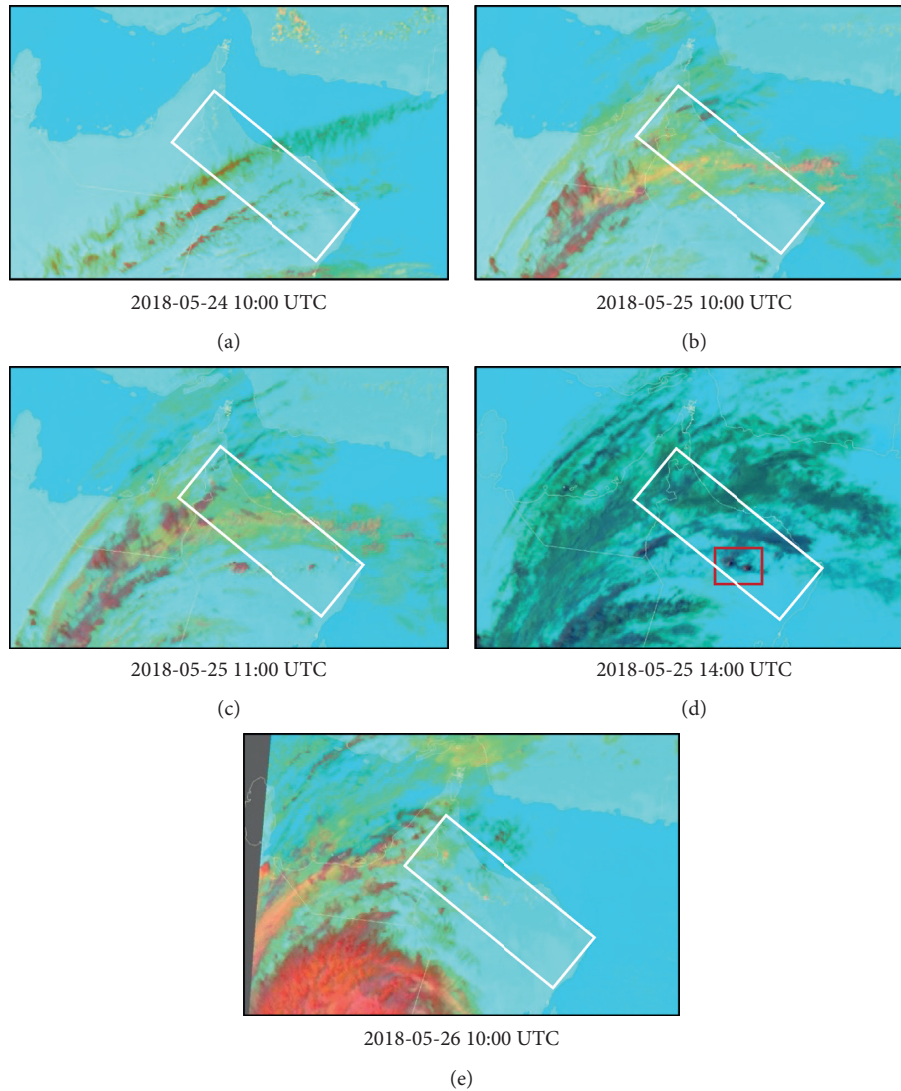 2018-05-24 10:00 UTC
(a)
2018-05-25 10:00 UTC
(b)
2018-05-25 11:00 UTC
(c)
2018-05-25 14:00 UTC
(d)
2018-05-26 10:00 UTC
(e)